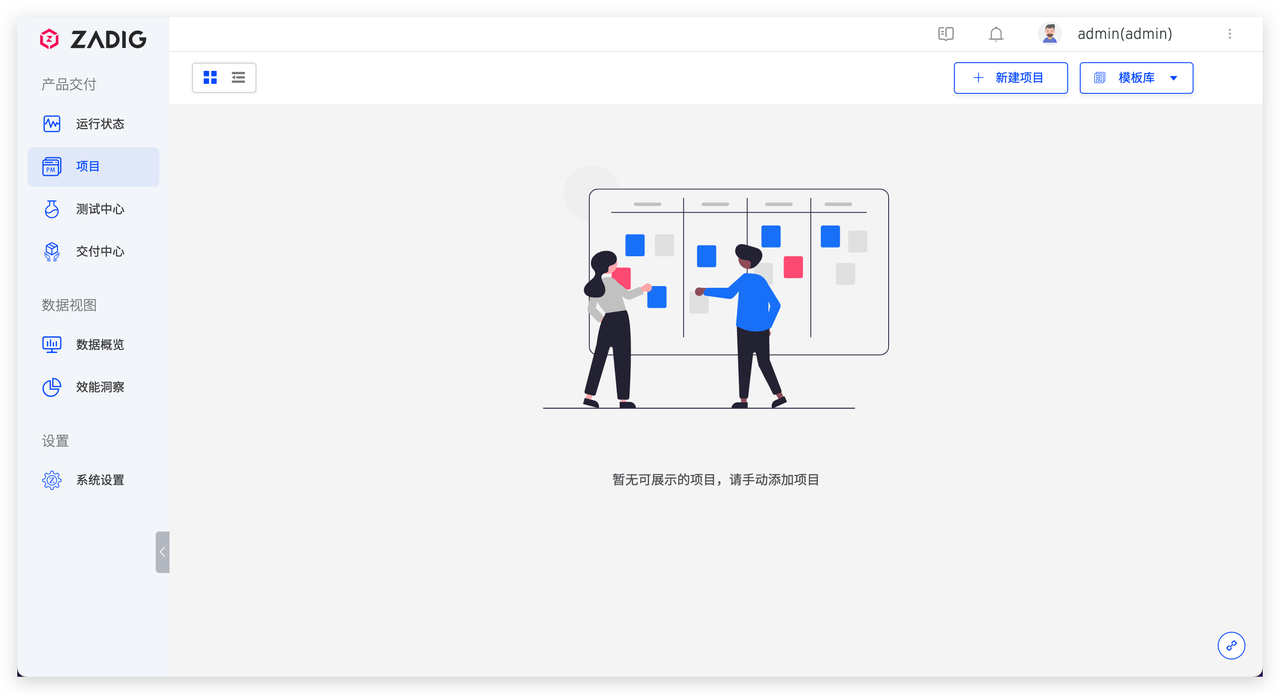 ZADIG
admin(admin)
产品交付
运行状态
项目
测试中心
交付中心
数据视图
数据概览
效能洞察
设置
系统设置
新建项目
模板库
暂无可展示的项目，请手动添加项目
PM